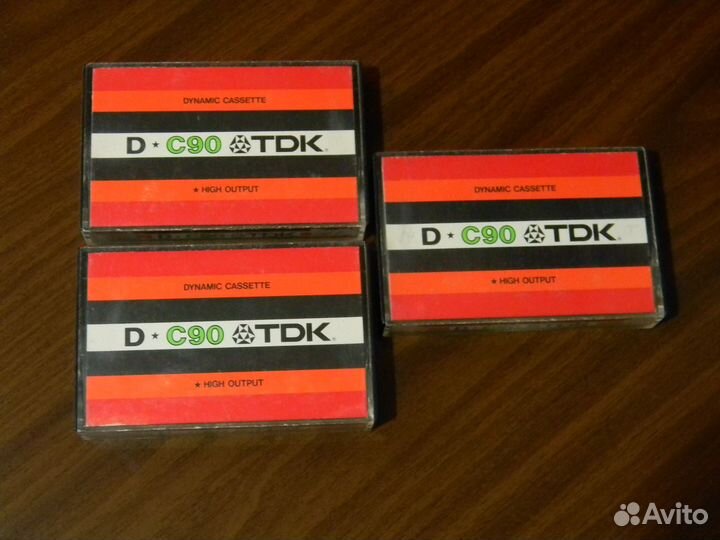 DYNAMIC CASSETTE
D ★ C90 TDK®
★ HIGH OUTPUT
DYNAMIC CASSETTE
D ★ C90 TDK®
★ HIGH OUTPUT
DYNAMIC CASSETTE
D ★ C90 TDK®
★ HIGH OUTPUT
Avito